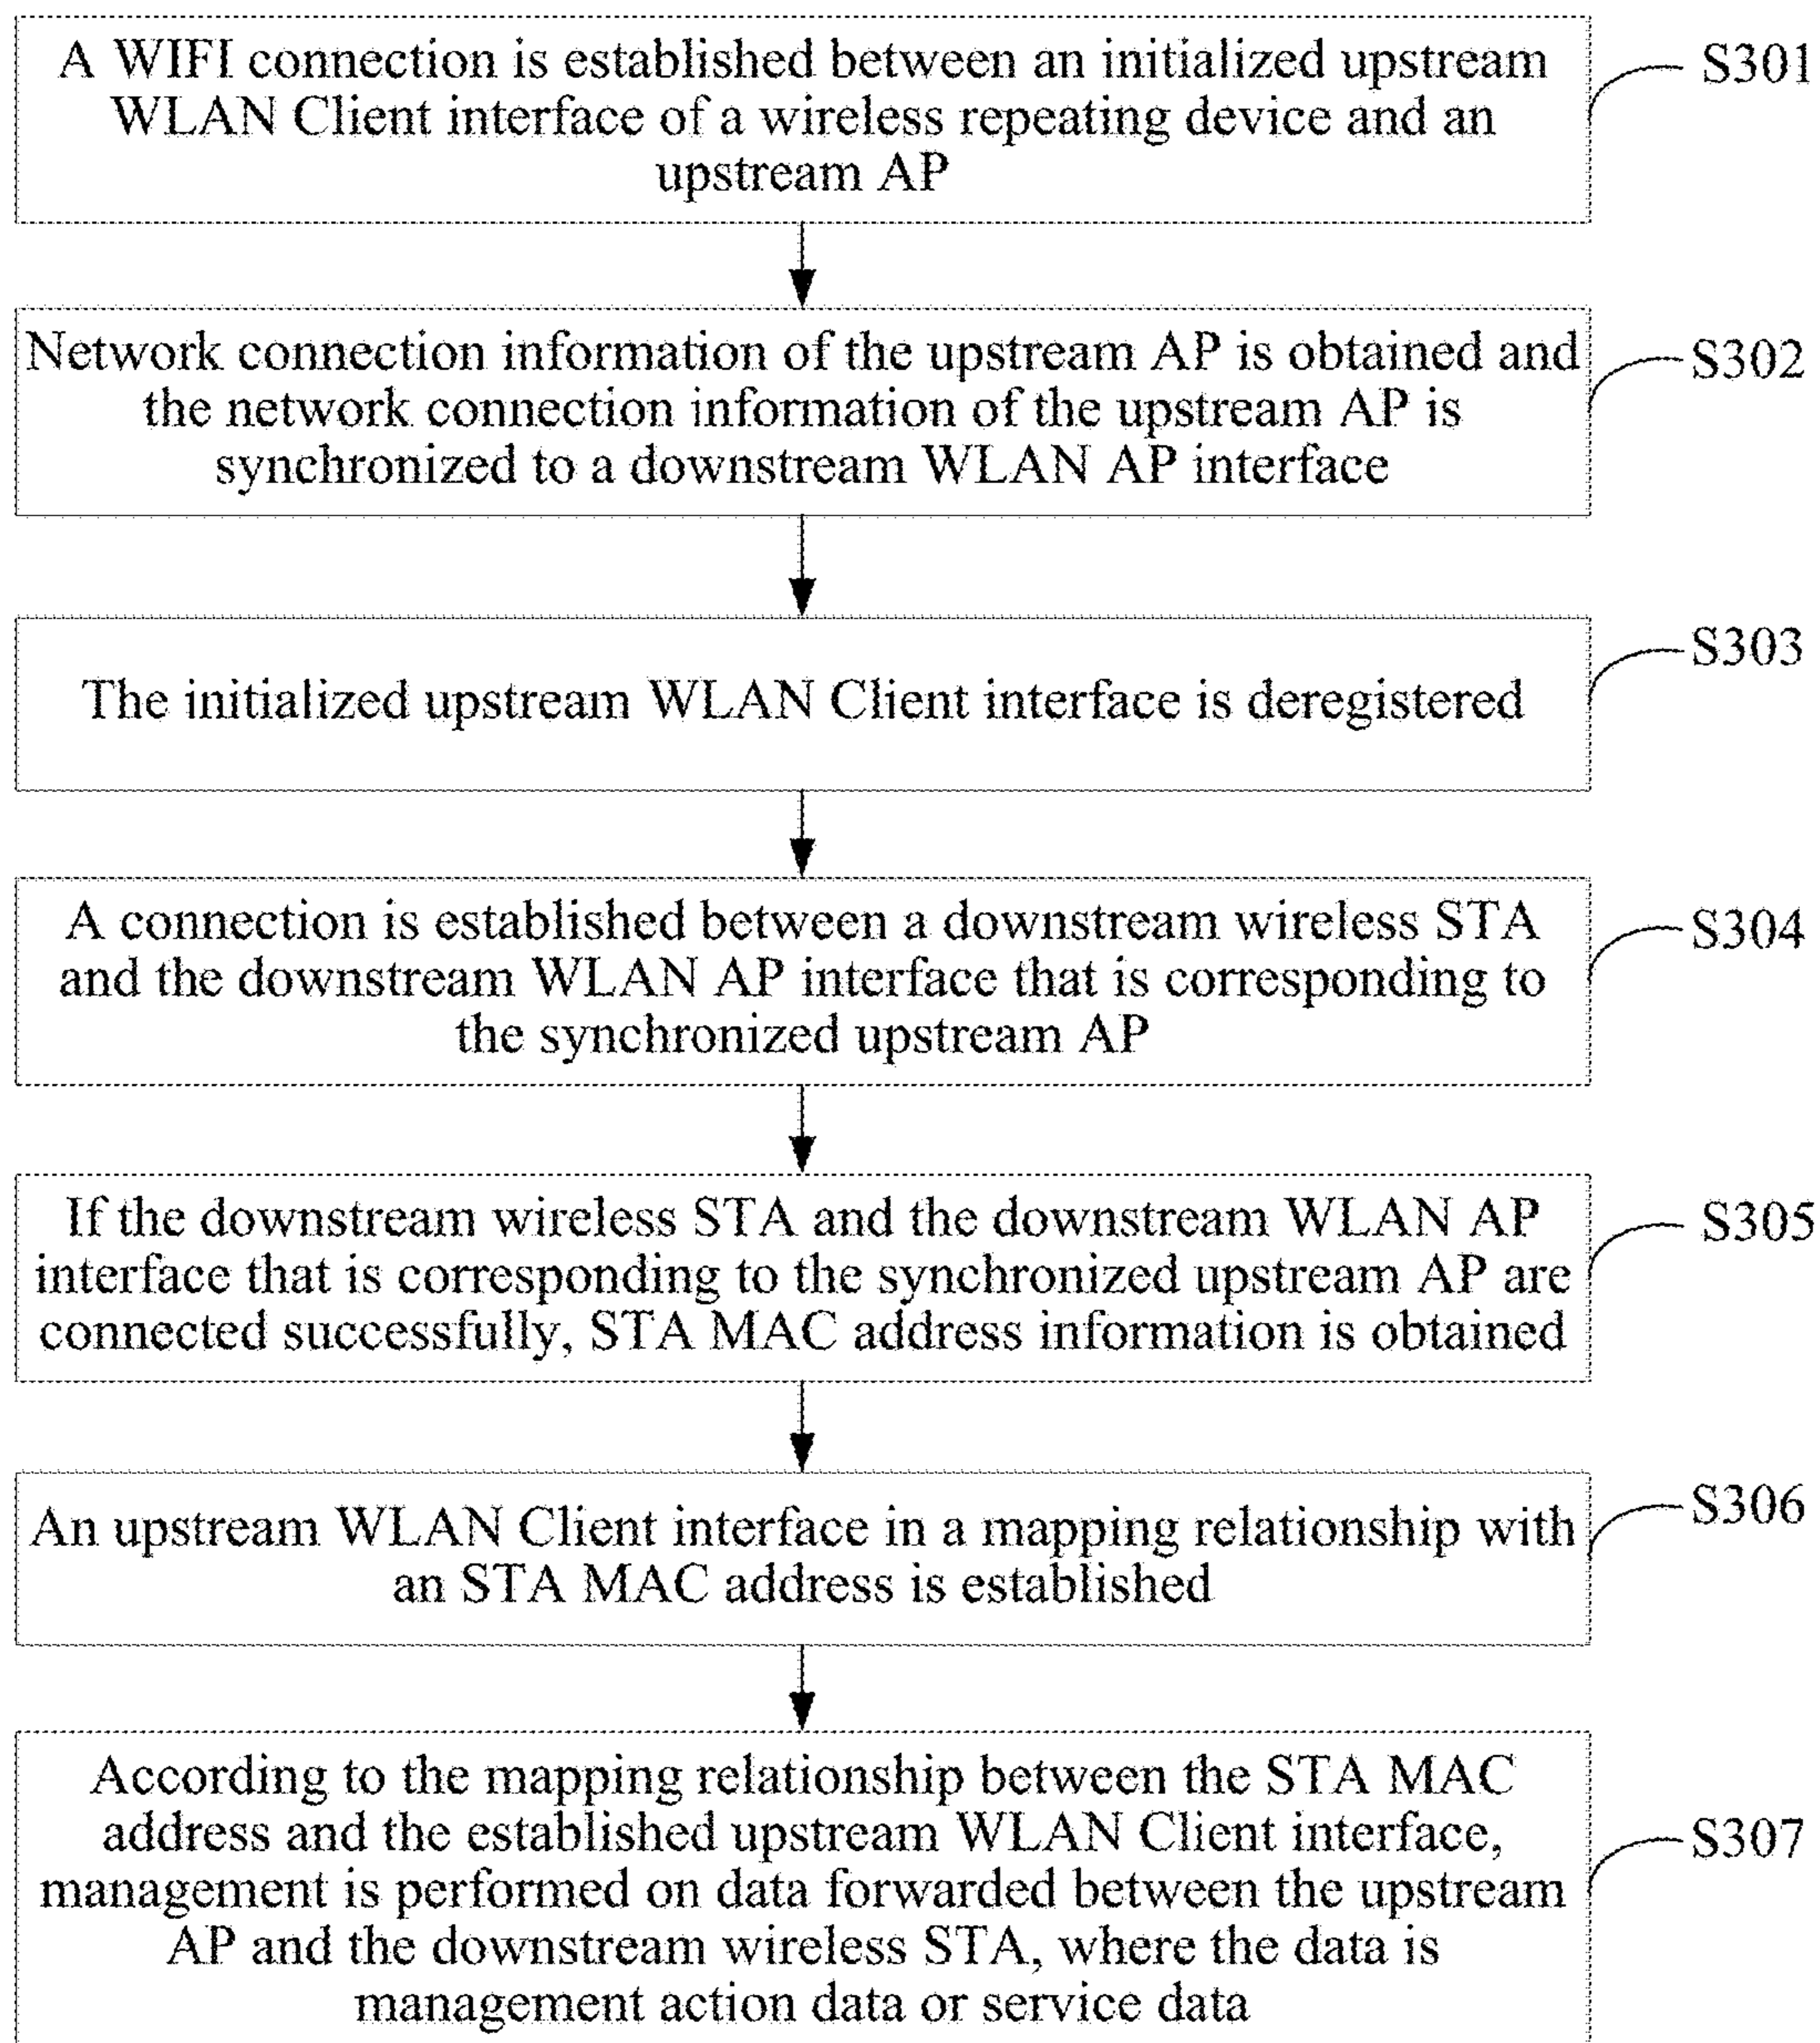 A WIFI connection is established between an initialized upstream
WLAN Client interface of a wireless repeating device and an
upstream AP
S301
Network connection information of the upstream AP is obtained and
the network connection information of the upstream AP is
synchronized to a downstream WLAN AP interface
S302
The initialized upstream WLAN Client interface is deregistered
S303
A connection is established between a downstream wireless STA
and the downstream WLAN AP interface that is corresponding to
the synchronized upstream AP
S304
If the downstream wireless STA and the downstream WLAN AP
interface that is corresponding to the synchronized upstream AP are
connected successfully, STA MAC address information is obtained
S305
An upstream WLAN Client interface in a mapping relationship with
an STA MAC address is established
S306
According to the mapping relationship between the STA MAC
address and the established upstream WLAN Client interface,
management is performed on data forwarded between the upstream
AP and the downstream wireless STA, where the data is
management action data or service data
S307